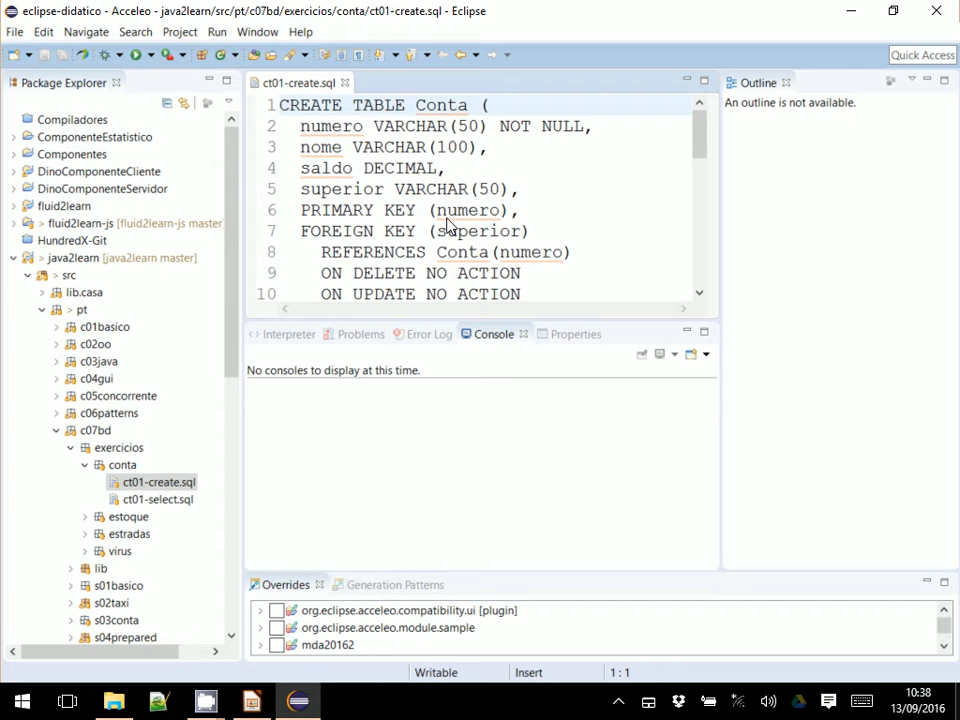 eclipse-didatico - Acceleo - java2learn/src/pt/c07bd/exercicios/conta/ct01-create.sql - Eclipse
File Edit Navigate Search Project Run Window Help
Quick Access
Package Explorer
ct01-create.sql
Outline
An outline is not available.
Compiladores
ComponenteEstatistico
Componentes
DinoComponenteCliente
DinoComponenteServidor
fluid2learn
> fluid2learn-js [fluid2learn-js master]
HundredX-Git
> java2learn [java2learn master]
> src
lib.casa
> pt
c01basico
c02oo
c03java
c04gui
c05concorrente
c06patterns
c07bd
exercicios
conta
ct01-create.sql
ct01-select.sql
estoque
estradas
virus
lib
s01basico
s02taxi
s03conta
s04prepared
1 CREATE TABLE Conta (
2 numero VARCHAR(50) NOT NULL,
3 nome VARCHAR(100),
4 saldo DECIMAL,
5 superior VARCHAR(50),
6 PRIMARY KEY (numero),
7 FOREIGN KEY (superior)
8 REFERENCES Conta(numero)
9 ON DELETE NO ACTION
10 ON UPDATE NO ACTION
Interpreter Problems Error Log Console Properties
No consoles to display at this time.
Overrides Generation Patterns
org.eclipse.acceleo.compatibility.ui [plugin]
org.eclipse.acceleo.module.sample
mda20162
Writable Insert 1 : 1
10:38
13/09/2016